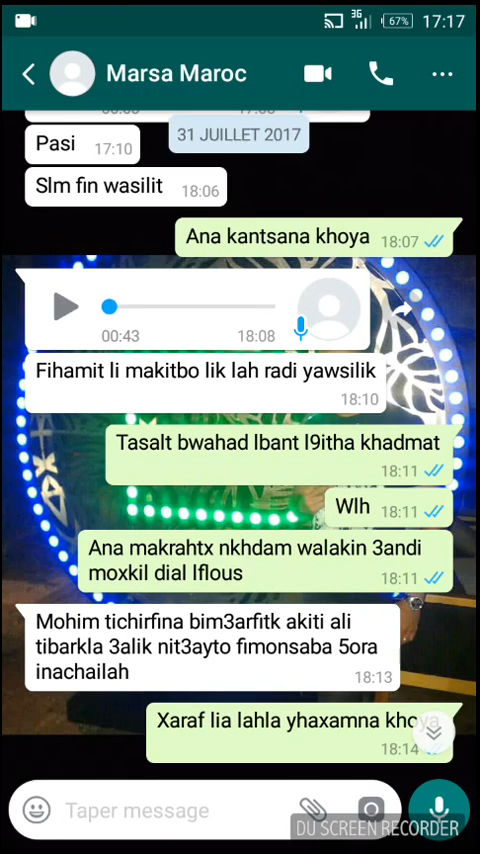 3G 67% 17:17
Marsa Maroc
31 JUILLET 2017
Pasi 17:10
Slm fin wasilit 18:06
Ana kantsana khoya 18:07
00:43 18:08
Fihamit li makitbo lik lah radi yawsilik
18:10
Tasalt bwahad lbant l9itha khadmat
18:11
Wlh 18:11
Ana makrahtx nkhdam walakin 3andi
moxkil dial lflous 18:11
Mohim tichirfina bim3arfitk akiti ali
tibarkla 3alik nit3ayto fimonsaba 5ora
inachailah 18:13
Xaraf lia lahla yhaxamna khoya
18:14
Taper message
DU SCREEN RECORDER